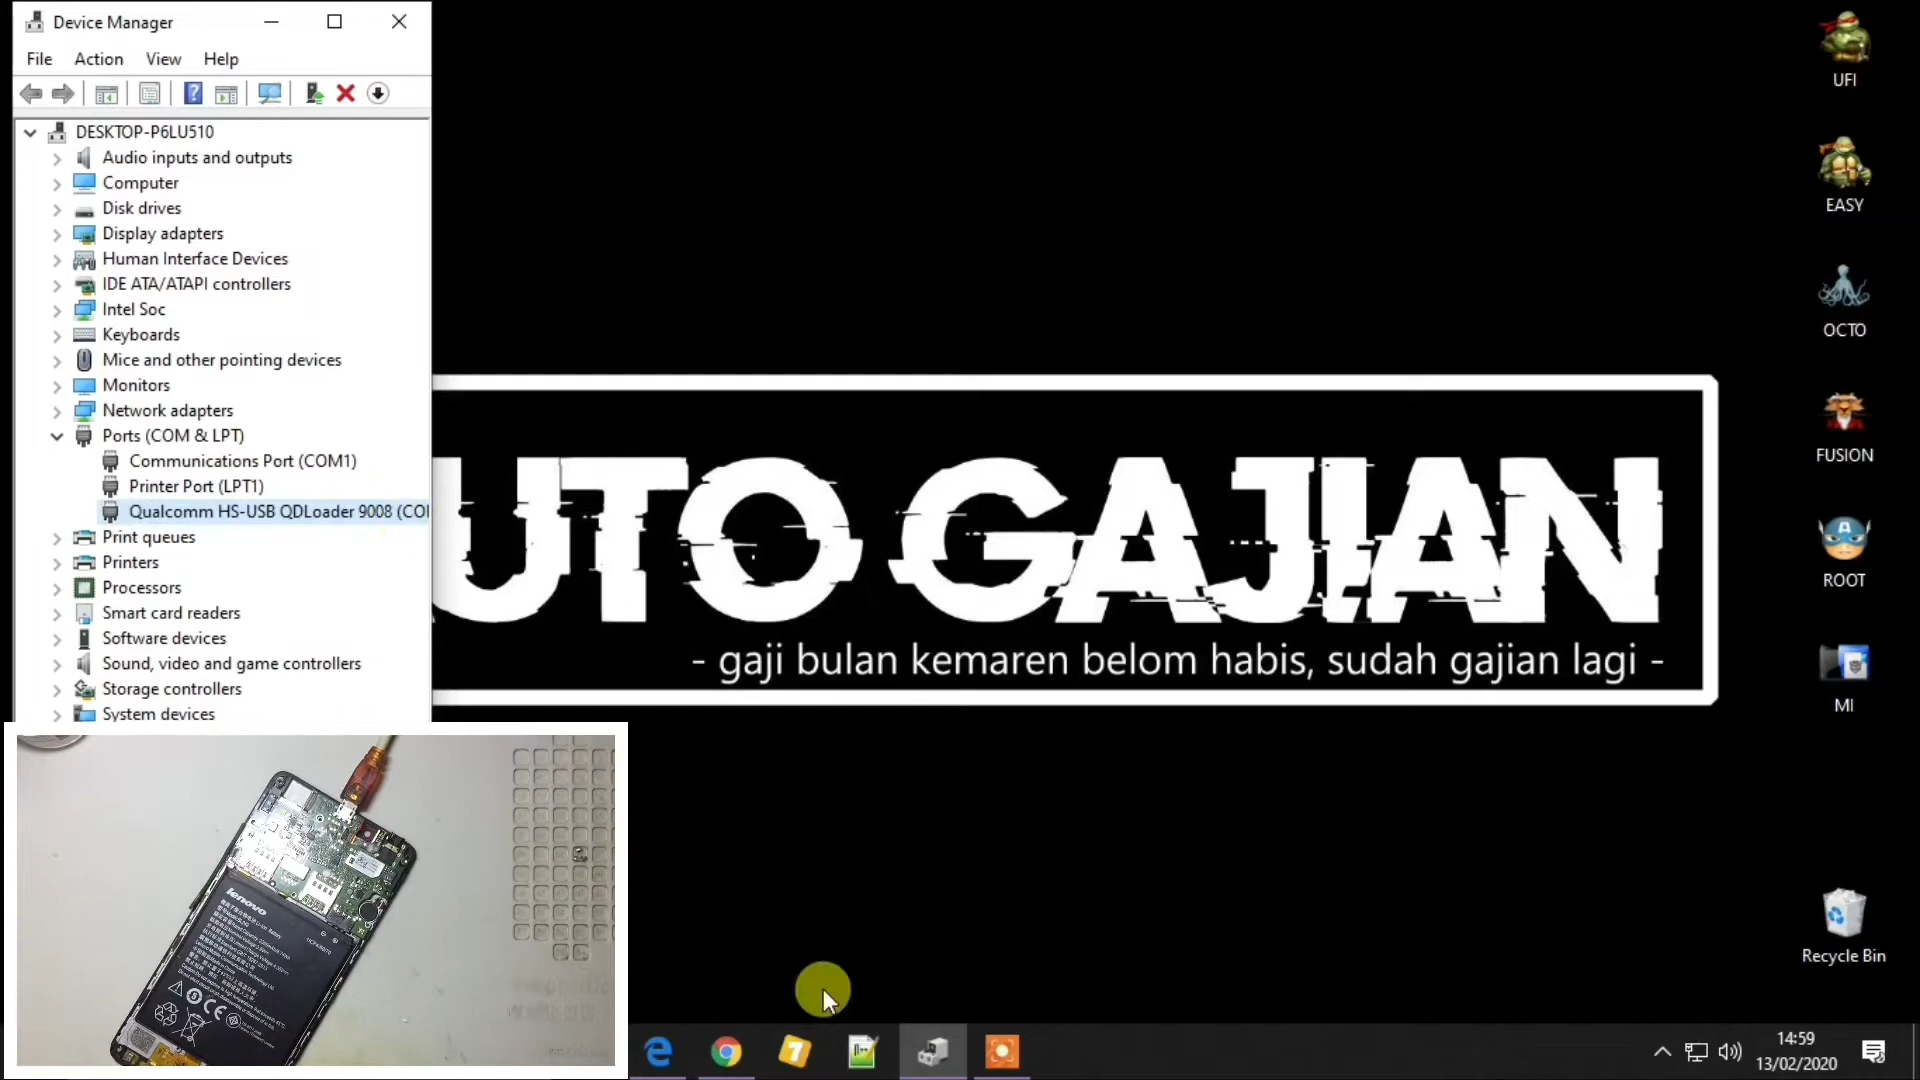 Device Manager
File Action View Help
DESKTOP-P6LU510
Audio inputs and outputs
Computer
Disk drives
Display adapters
Human Interface Devices
IDE ATA/ATAPI controllers
Intel Soc
Keyboards
Mice and other pointing devices
Monitors
Network adapters
Ports (COM & LPT)
Communications Port (COM1)
Printer Port (LPT1)
Qualcomm HS-USB QDLoader 9008 (CO
Print queues
Printers
Processors
Smart card readers
Software devices
Sound, video and game controllers
Storage controllers
System devices
UTO GAJIAN
- gaji bulan kemaren belom habis, sudah gajian lagi -
UFI
EASY
OCTO
FUSION
ROOT
MI
Recycle Bin
lenovo
14:59
13/02/2020